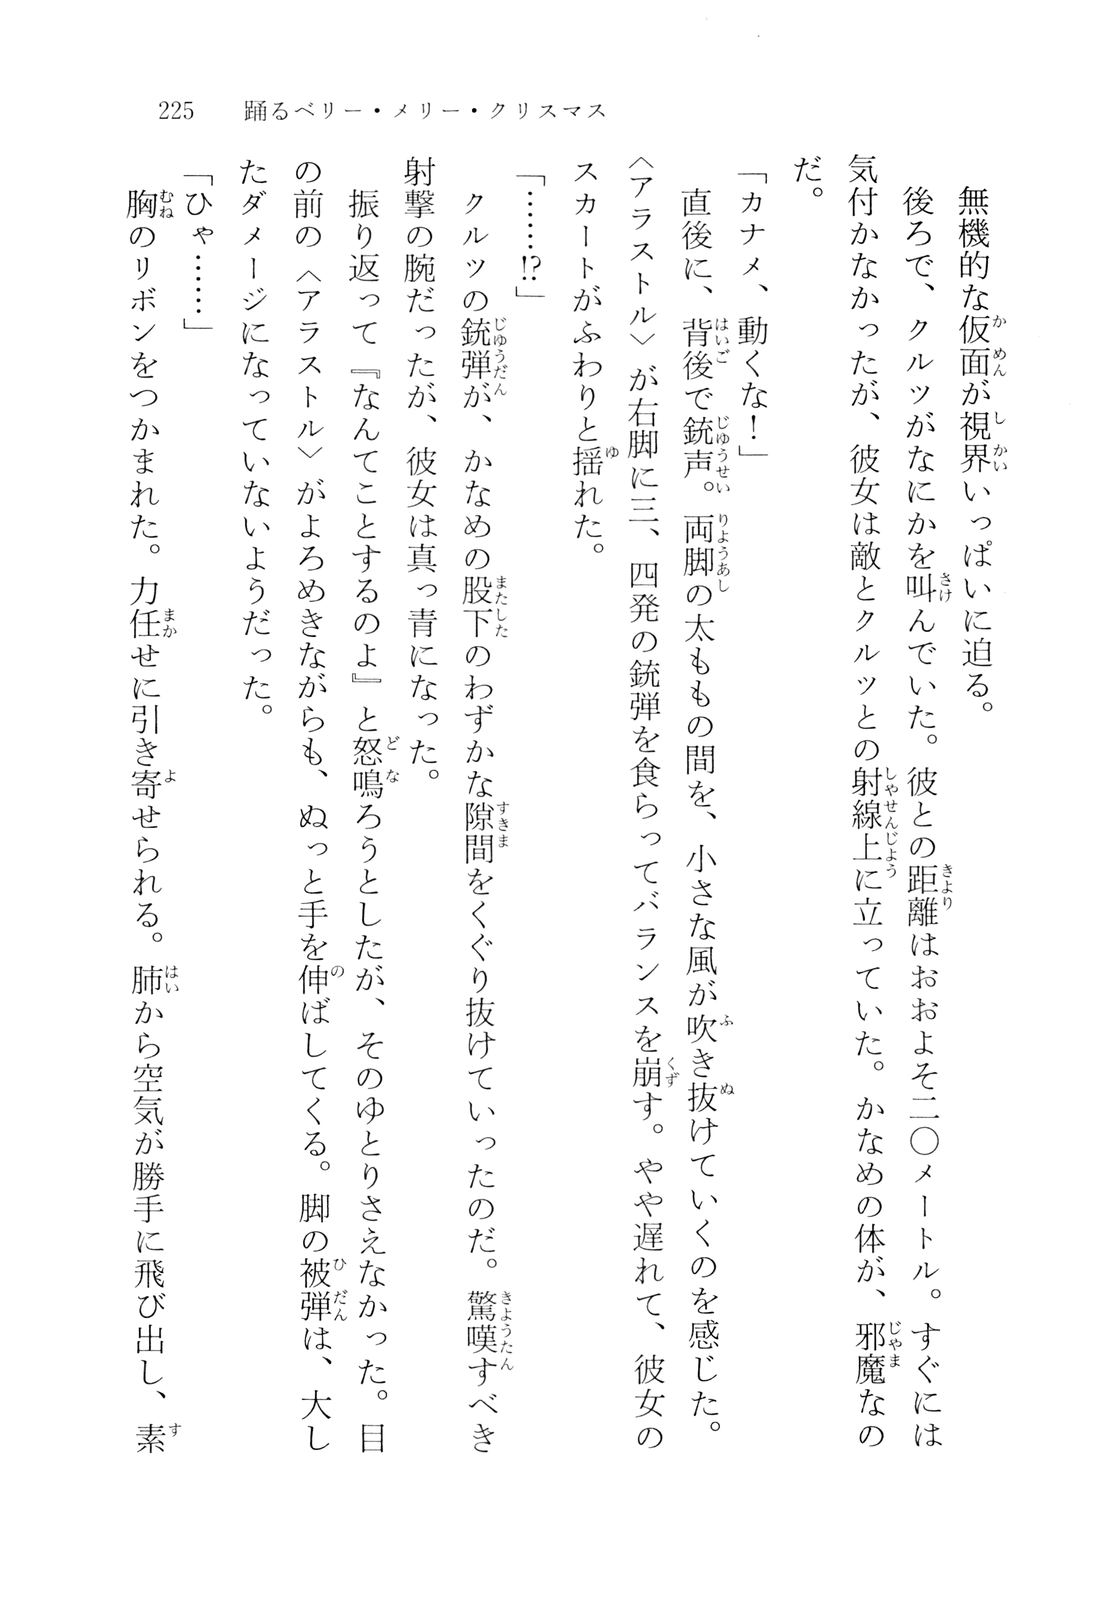 225 踊るベリー・メリー・クリスマス
無機的な仮面が視界いっぱいに迫る。
後ろで、クルツがなにかを叫んでいた。彼との距離はおおよそ二〇メートル。すぐには
気付かなかったが、彼女は敵とクルツとの射線上に立っていた。かなめの体が、邪魔なの
だ。
「カナメ、動くな！」
直後に、背後で銃声。両脚の太ももの間を、小さな風が吹き抜けていくのを感じた。
〈アラストル〉が右脚に三、四発の銃弾を食らってバランスを崩す。やや遅れて、彼女の
スカートがふわりと揺れた。
「……⁉」
クルツの銃弾が、かなめの股下のわずかな隙間をくぐり抜けていったのだ。驚嘆すべき
射撃の腕だったが、彼女は真っ青になった。
振り返って『なんてことするのよ』と怒鳴ろうとしたが、そのゆとりさえなかった。目
の前の〈アラストル〉がよろめきながらも、ぬっと手を伸ばしてくる。脚の被弾は、大し
たダメージになっていないようだった。
「ひゃ……」
胸のリボンをつかまれた。力任せに引き寄せられる。肺から空気が勝手に飛び出し、素